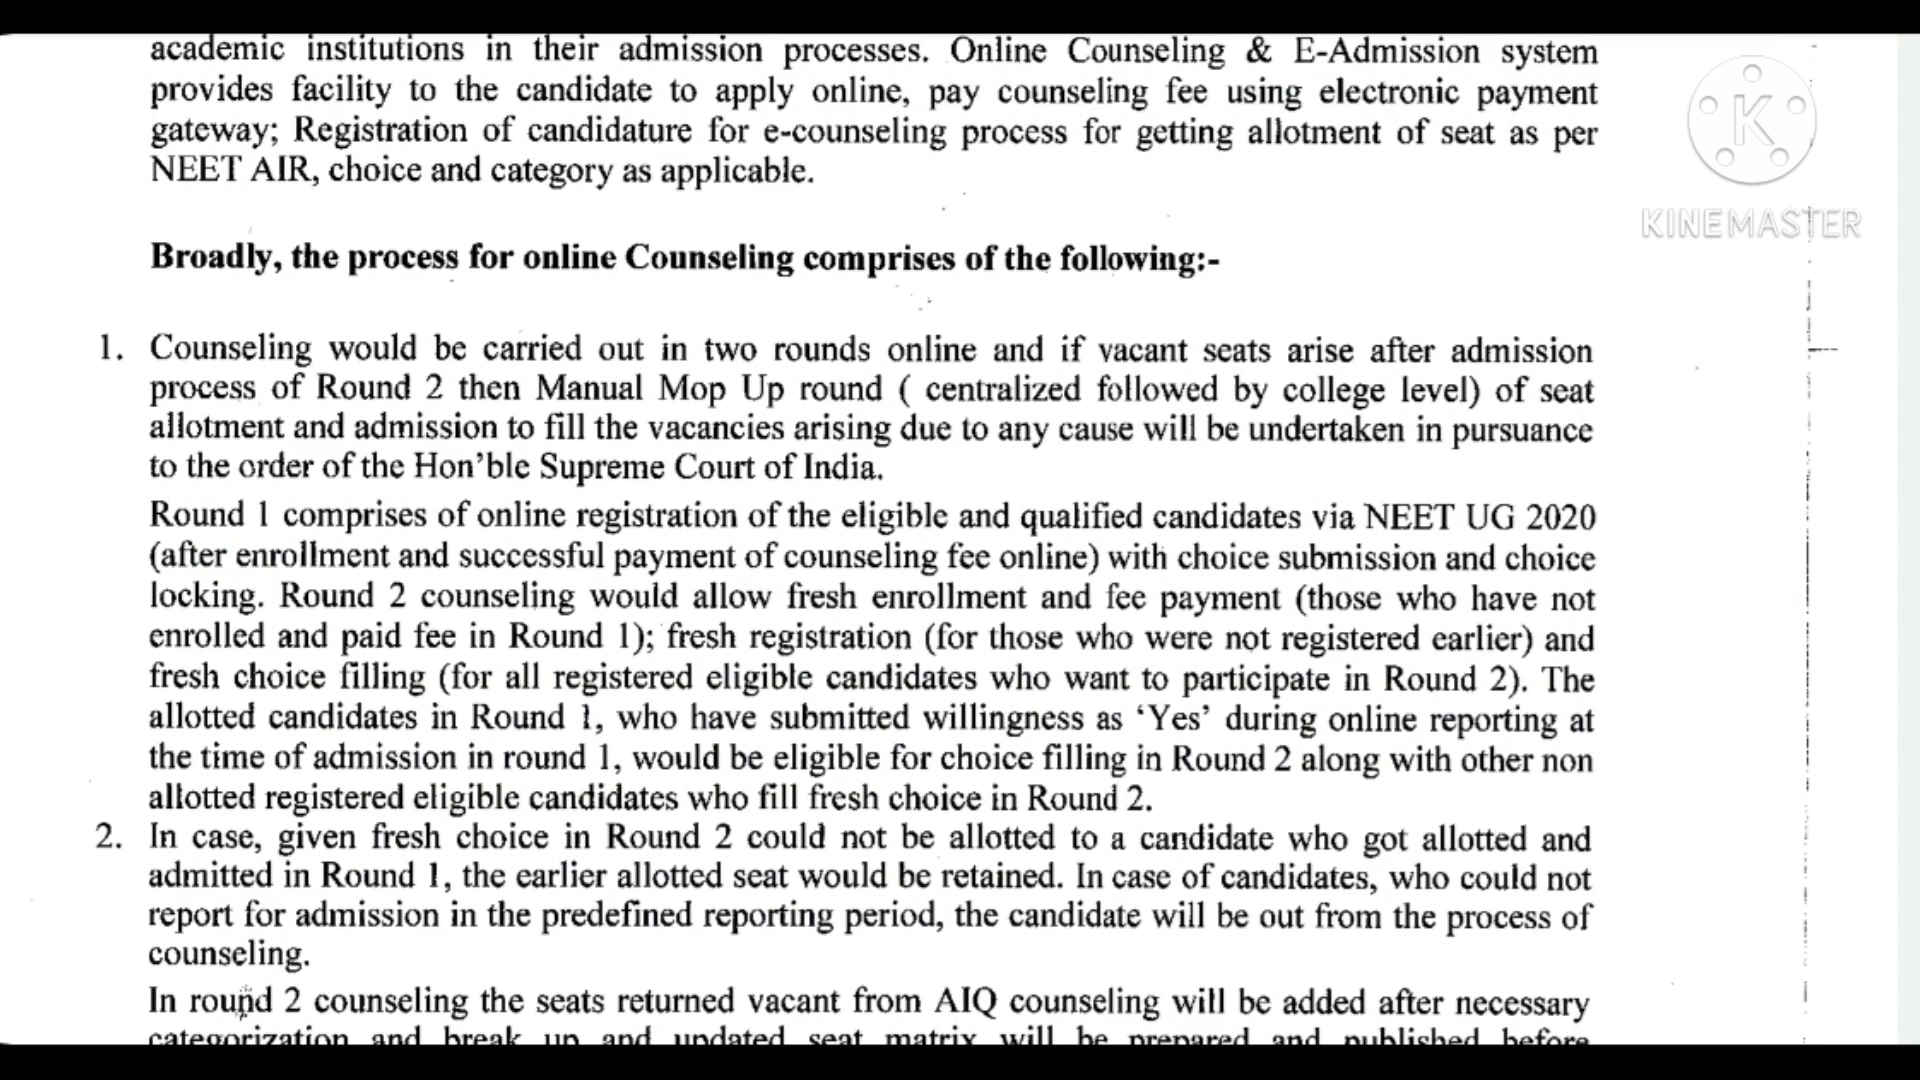 academic institutions in their admission processes. Online Counseling & E-Admission system
provides facility to the candidate to apply online, pay counseling fee using electronic payment
gateway; Registration of candidature for e-counseling process for getting allotment of seat as per
NEET AIR, choice and category as applicable.
K
KINEMASTER
Broadly, the process for online Counseling comprises of the following:-
1. Counseling would be carried out in two rounds online and if vacant seats arise after admission
process of Round 2 then Manual Mop Up round ( centralized followed by college level) of seat
allotment and admission to fill the vacancies arising due to any cause will be undertaken in pursuance
to the order of the Hon'ble Supreme Court of India.
Round 1 comprises of online registration of the eligible and qualified candidates via NEET UG 2020
(after enrollment and successful payment of counseling fee online) with choice submission and choice
locking. Round 2 counseling would allow fresh enrollment and fee payment (those who have not
enrolled and paid fee in Round 1); fresh registration (for those who were not registered earlier) and
fresh choice filling (for all registered eligible candidates who want to participate in Round 2). The
allotted candidates in Round 1, who have submitted willingness as ‘Yes’ during online reporting at
the time of admission in round 1, would be eligible for choice filling in Round 2 along with other non
allotted registered eligible candidates who fill fresh choice in Round 2.
2. In case, given fresh choice in Round 2 could not be allotted to a candidate who got allotted and
admitted in Round 1, the earlier allotted seat would be retained. In case of candidates, who could not
report for admission in the predefined reporting period, the candidate will be out from the process of
counseling.
In round 2 counseling the seats returned vacant from AIQ counseling will be added after necessary
categorization and break up and updated seat matrix will be prepared and published before